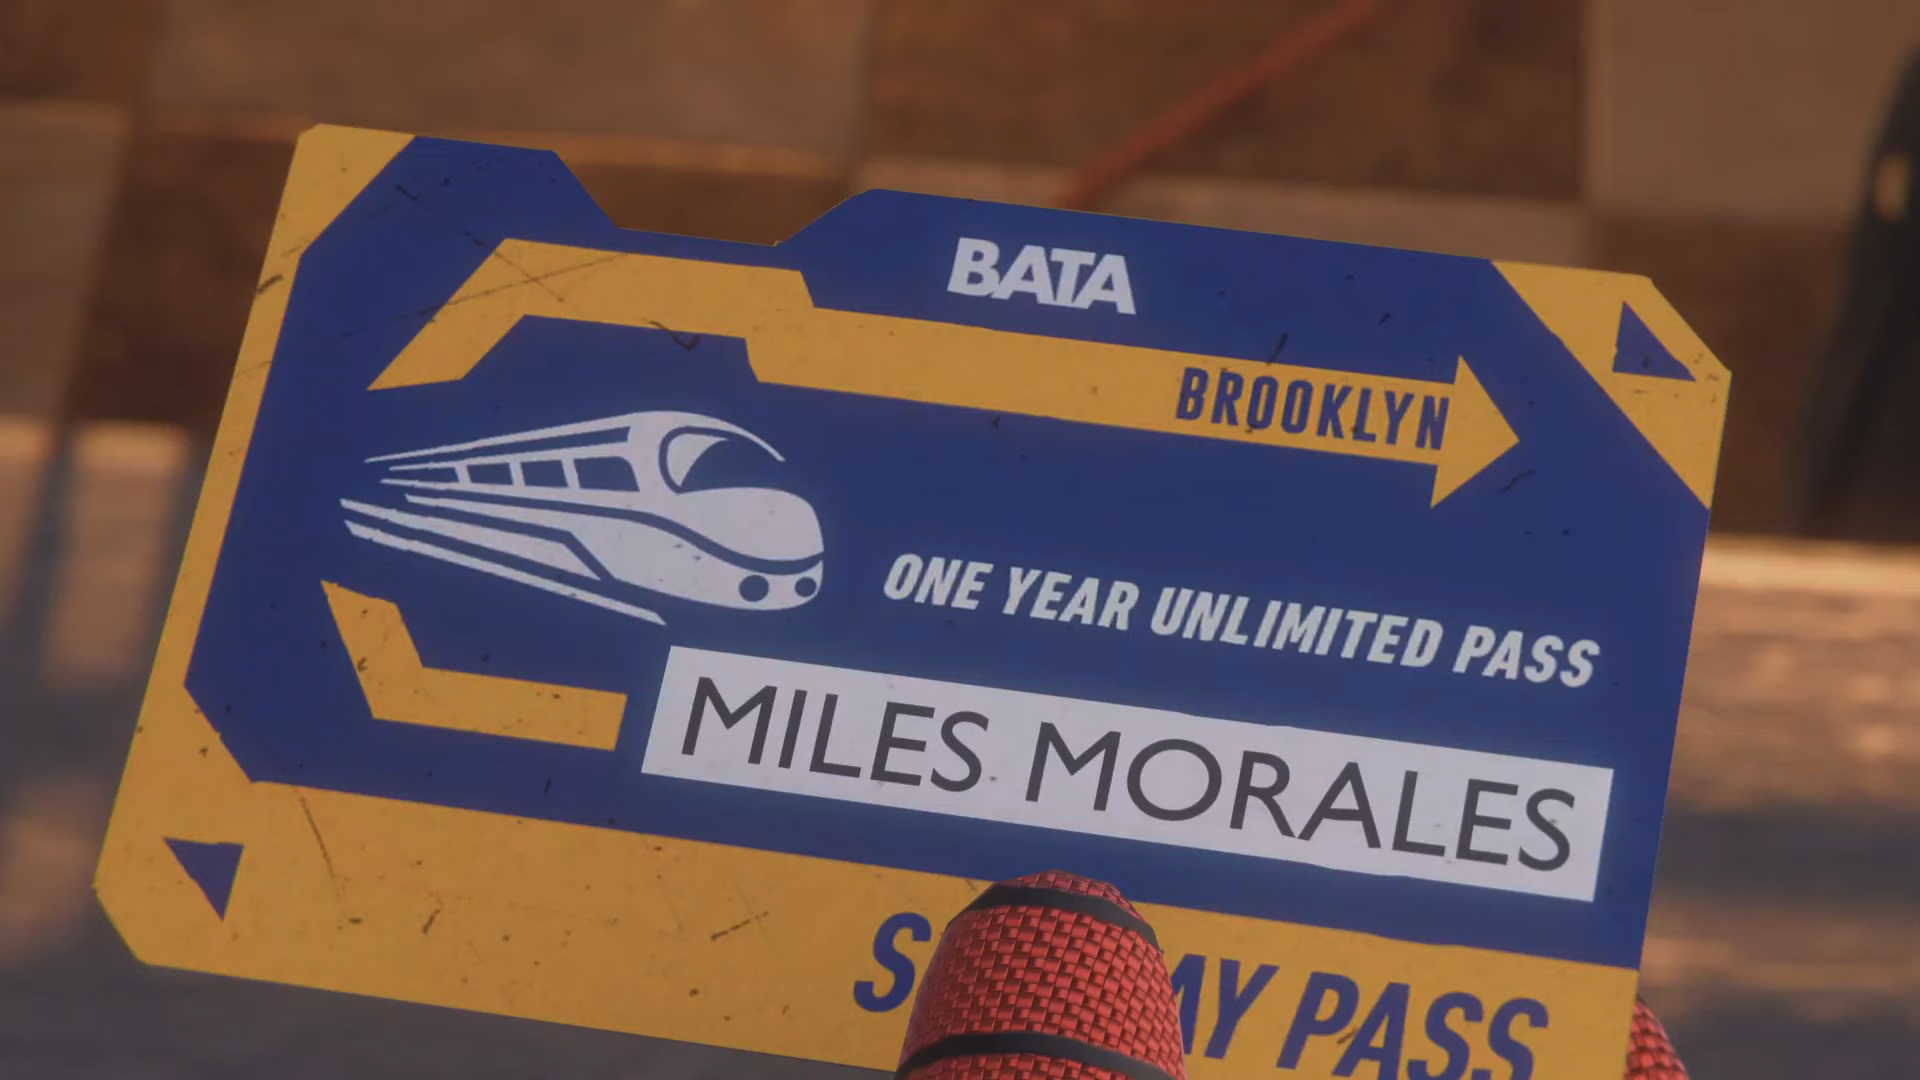 BATA
BROOKLYN
ONE YEAR UNLIMITED PASS
MILES MORALES
PASS